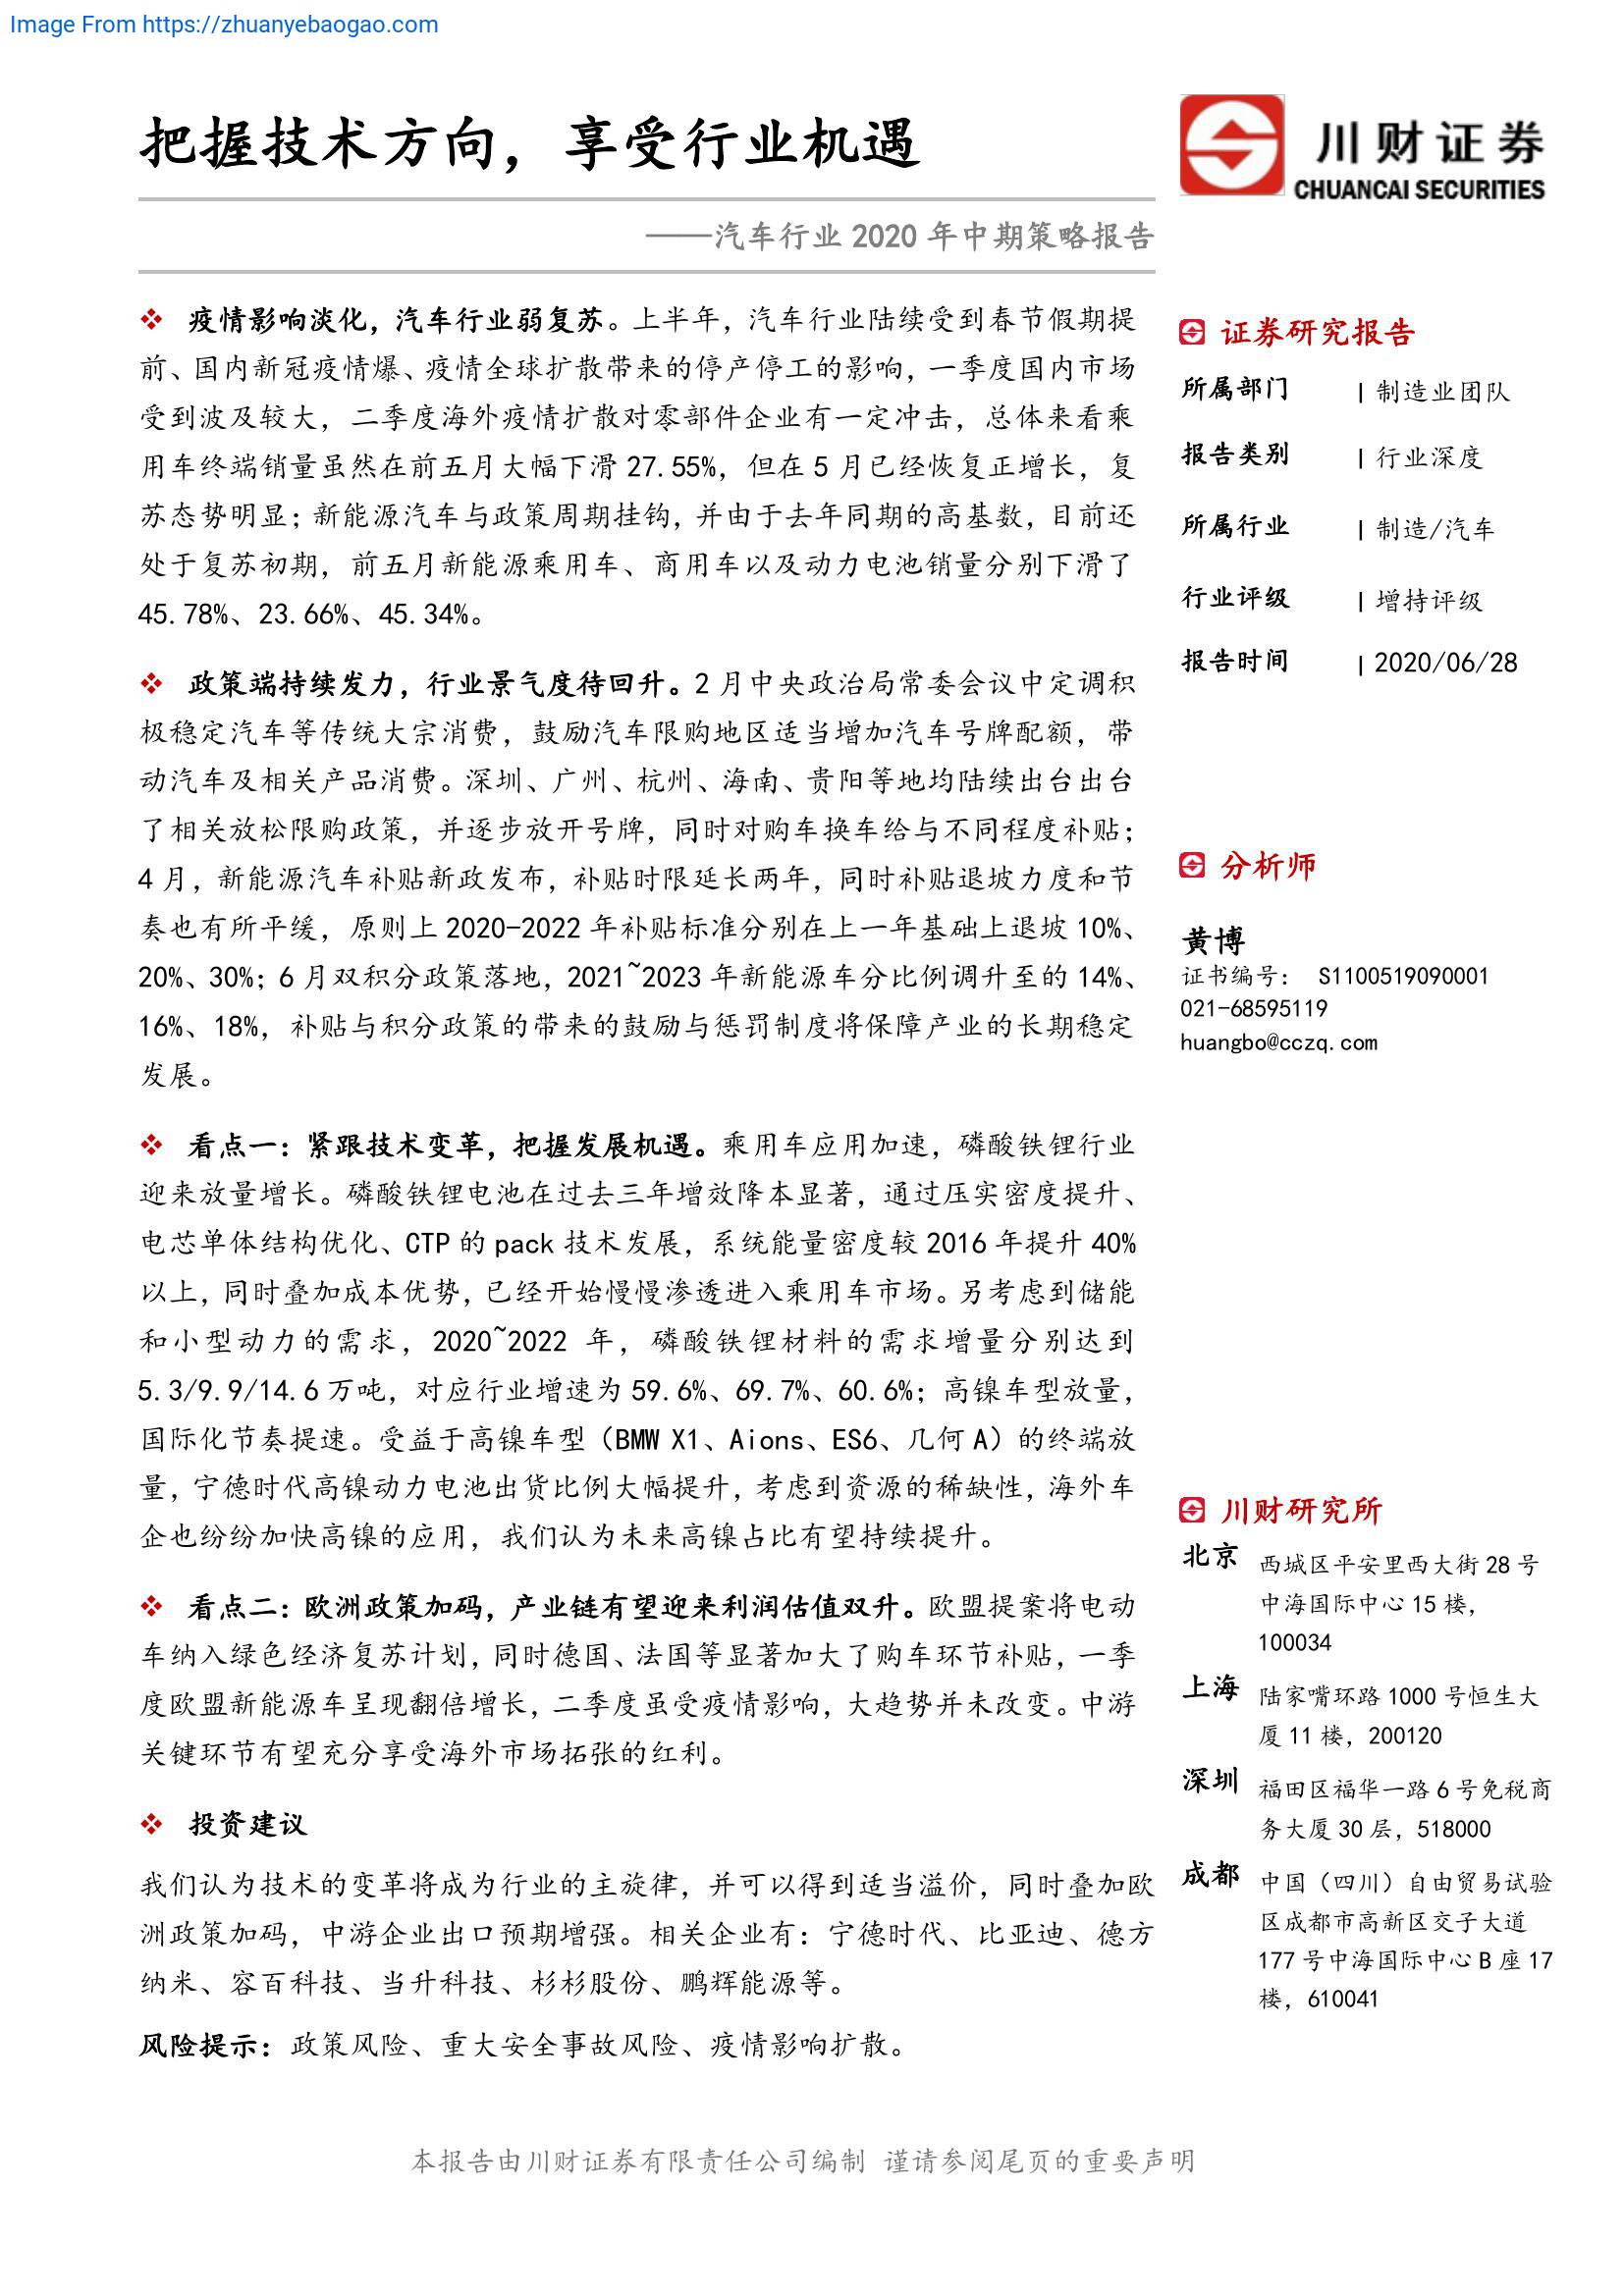 Image From https://zhuanyebaogao.com
把握技术方向，享受行业机遇
川财证券
CHUANCAI SECURITIES
——汽车行业 2020 年中期策略报告
❖ 疫情影响淡化，汽车行业弱复苏。上半年，汽车行业陆续受到春节假期提
前、国内新冠疫情爆、疫情全球扩散带来的停产停工的影响，一季度国内市场
受到波及较大，二季度海外疫情扩散对零部件企业有一定冲击，总体来看乘
用车终端销量虽然在前五月大幅下滑 27.55%，但在 5 月已经恢复正增长，复
苏态势明显；新能源汽车与政策周期挂钩，并由于去年同期的高基数，目前还
处于复苏初期，前五月新能源乘用车、商用车以及动力电池销量分别下滑了
45.78%、23.66%、45.34%。
❖ 政策端持续发力，行业景气度待回升。2 月中央政治局常委会议中定调积
极稳定汽车等传统大宗消费，鼓励汽车限购地区适当增加汽车号牌配额，带
动汽车及相关产品消费。深圳、广州、杭州、海南、贵阳等地均陆续出台出台
了相关放松限购政策，并逐步放开号牌，同时对购车换车给与不同程度补贴；
4 月，新能源汽车补贴新政发布，补贴时限延长两年，同时补贴退坡力度和节
奏也有所平缓，原则上 2020-2022 年补贴标准分别在上一年基础上退坡 10%、
20%、30%；6 月双积分政策落地，2021~2023 年新能源车分比例调升至的 14%、
16%、18%，补贴与积分政策的带来的鼓励与惩罚制度将保障产业的长期稳定
发展。
❖ 看点一：紧跟技术变革，把握发展机遇。乘用车应用加速，磷酸铁锂行业
迎来放量增长。磷酸铁锂电池在过去三年增效降本显著，通过压实密度提升、
电芯单体结构优化、CTP 的 pack 技术发展，系统能量密度较 2016 年提升 40%
以上，同时叠加成本优势，已经开始慢慢渗透进入乘用车市场。另考虑到储能
和小型动力的需求，2020~2022 年，磷酸铁锂材料的需求增量分别达到
5.3/9.9/14.6 万吨，对应行业增速为 59.6%、69.7%、60.6%；高镍车型放量，
国际化节奏提速。受益于高镍车型（BMW X1、Aions、ES6、几何 A）的终端放
量，宁德时代高镍动力电池出货比例大幅提升，考虑到资源的稀缺性，海外车
企也纷纷加快高镍的应用，我们认为未来高镍占比有望持续提升。
❖ 看点二：欧洲政策加码，产业链有望迎来利润估值双升。欧盟提案将电动
车纳入绿色经济复苏计划，同时德国、法国等显著加大了购车环节补贴，一季
度欧盟新能源车呈现翻倍增长，二季度虽受疫情影响，大趋势并未改变。中游
关键环节有望充分享受海外市场拓张的红利。
❖ 投资建议
我们认为技术的变革将成为行业的主旋律，并可以得到适当溢价，同时叠加欧
洲政策加码，中游企业出口预期增强。相关企业有：宁德时代、比亚迪、德方
纳米、容百科技、当升科技、杉杉股份、鹏辉能源等。
风险提示：政策风险、重大安全事故风险、疫情影响扩散。
证券研究报告
所属部门 | 制造业团队
报告类别 | 行业深度
所属行业 | 制造/汽车
行业评级 | 增持评级
报告时间 | 2020/06/28
分析师
黄博
证书编号： S1100519090001
021-68595119
huangbo@cczq.com
川财研究所
北京 西城区平安里西大街 28 号
中海国际中心 15 楼，
100034
上海 陆家嘴环路 1000 号恒生大
厦 11 楼，200120
深圳 福田区福华一路 6 号免税商
务大厦 30 层，518000
成都 中国（四川）自由贸易试验
区成都市高新区交子大道
177 号中海国际中心 B 座 17
楼，610041
本报告由川财证券有限责任公司编制 谨请参阅尾页的重要声明